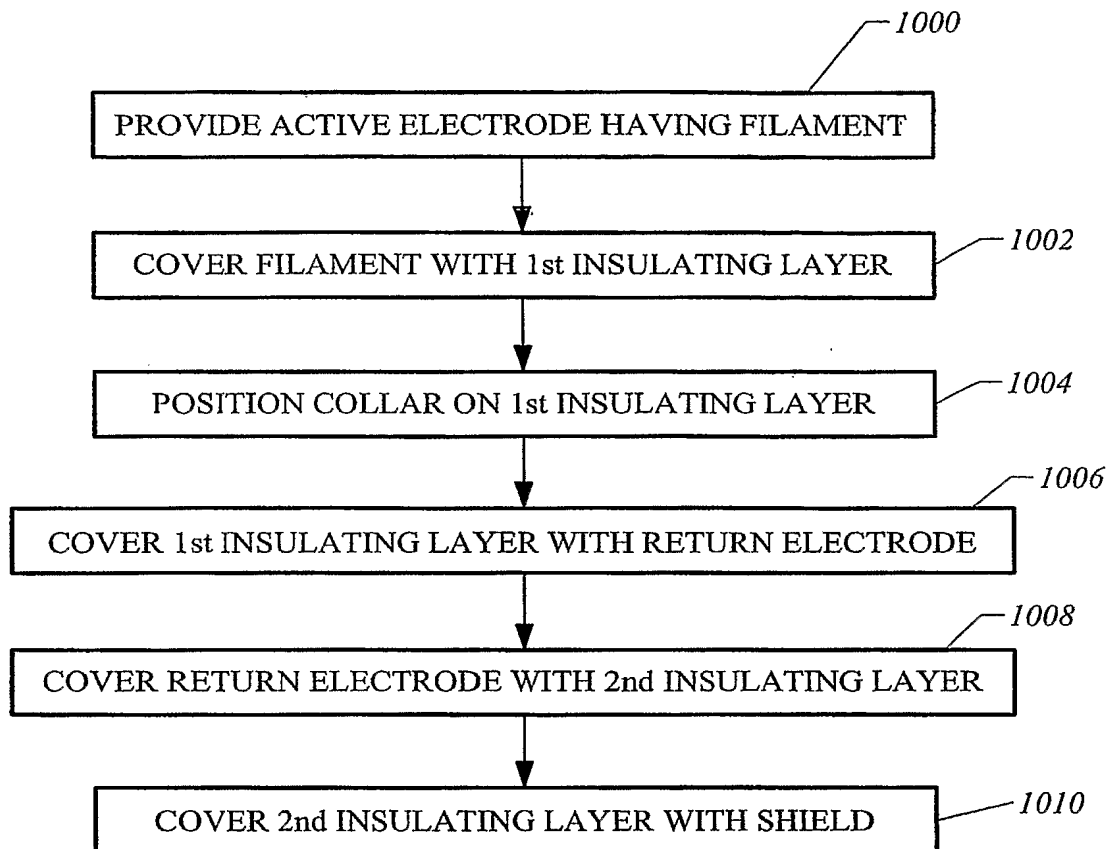 1000
PROVIDE ACTIVE ELECTRODE HAVING FILAMENT
1002
COVER FILAMENT WITH 1st INSULATING LAYER
1004
POSITION COLLAR ON 1st INSULATING LAYER
1006
COVER 1st INSULATING LAYER WITH RETURN ELECTRODE
1008
COVER RETURN ELECTRODE WITH 2nd INSULATING LAYER
1010
COVER 2nd INSULATING LAYER WITH SHIELD